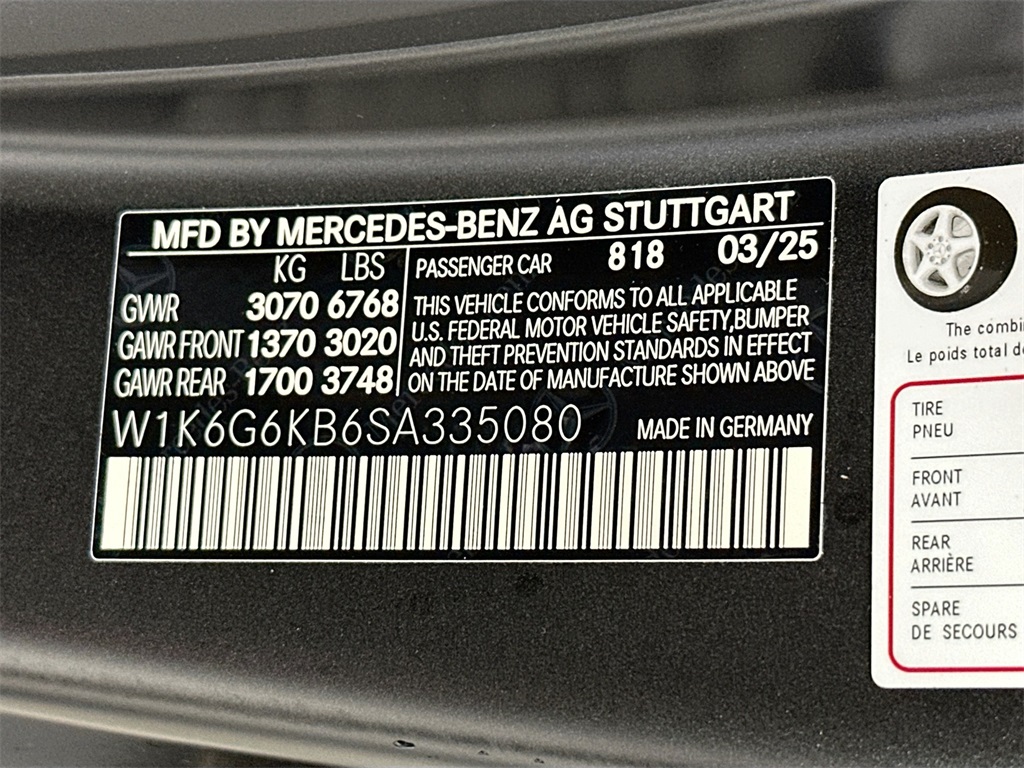 MFD BY MERCEDES-BENZ AG STUTTGART
KG LBS
GVWR 3070 6768
GAWR FRONT 1370 3020
GAWR REAR 1700 3748
PASSENGER CAR 818 03/25
THIS VEHICLE CONFORMS TO ALL APPLICABLE
U.S. FEDERAL MOTOR VEHICLE SAFETY,BUMPER
AND THEFT PREVENTION STANDARDS IN EFFECT
ON THE DATE OF MANUFACTURE SHOWN ABOVE
W1K6G6KB6SA335080
MADE IN GERMANY
The combi
Le poids total d
TIRE
PNEU
FRONT
AVANT
REAR
ARRIÈRE
SPARE
DE SECOURS